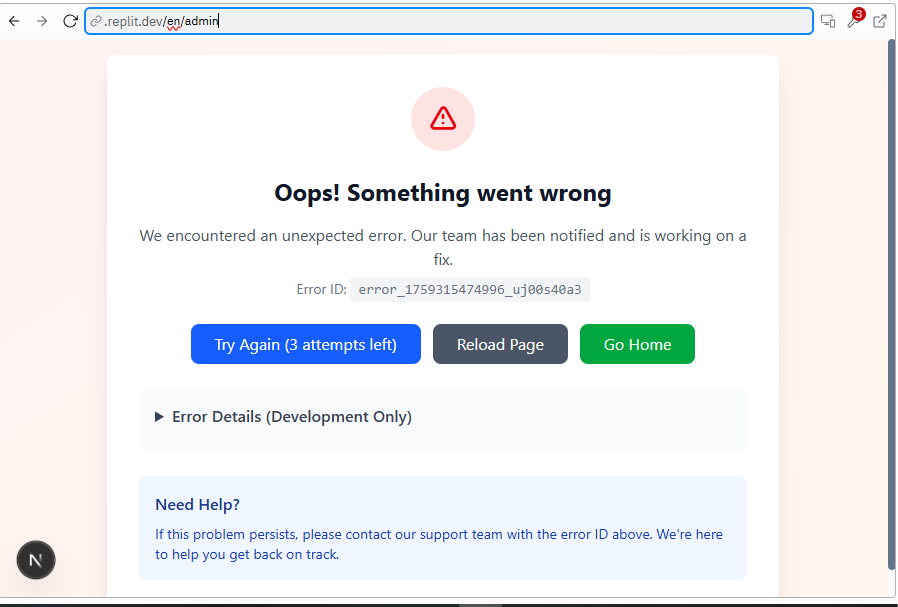 .replit.dev/en/admin
3
Oops! Something went wrong
We encountered an unexpected error. Our team has been notified and is working on a
fix.
Error ID: error_1759315474996_uj00s40a3
Try Again (3 attempts left) Reload Page Go Home
Error Details (Development Only)
Need Help?
If this problem persists, please contact our support team with the error ID above. We're here
to help you get back on track.
N